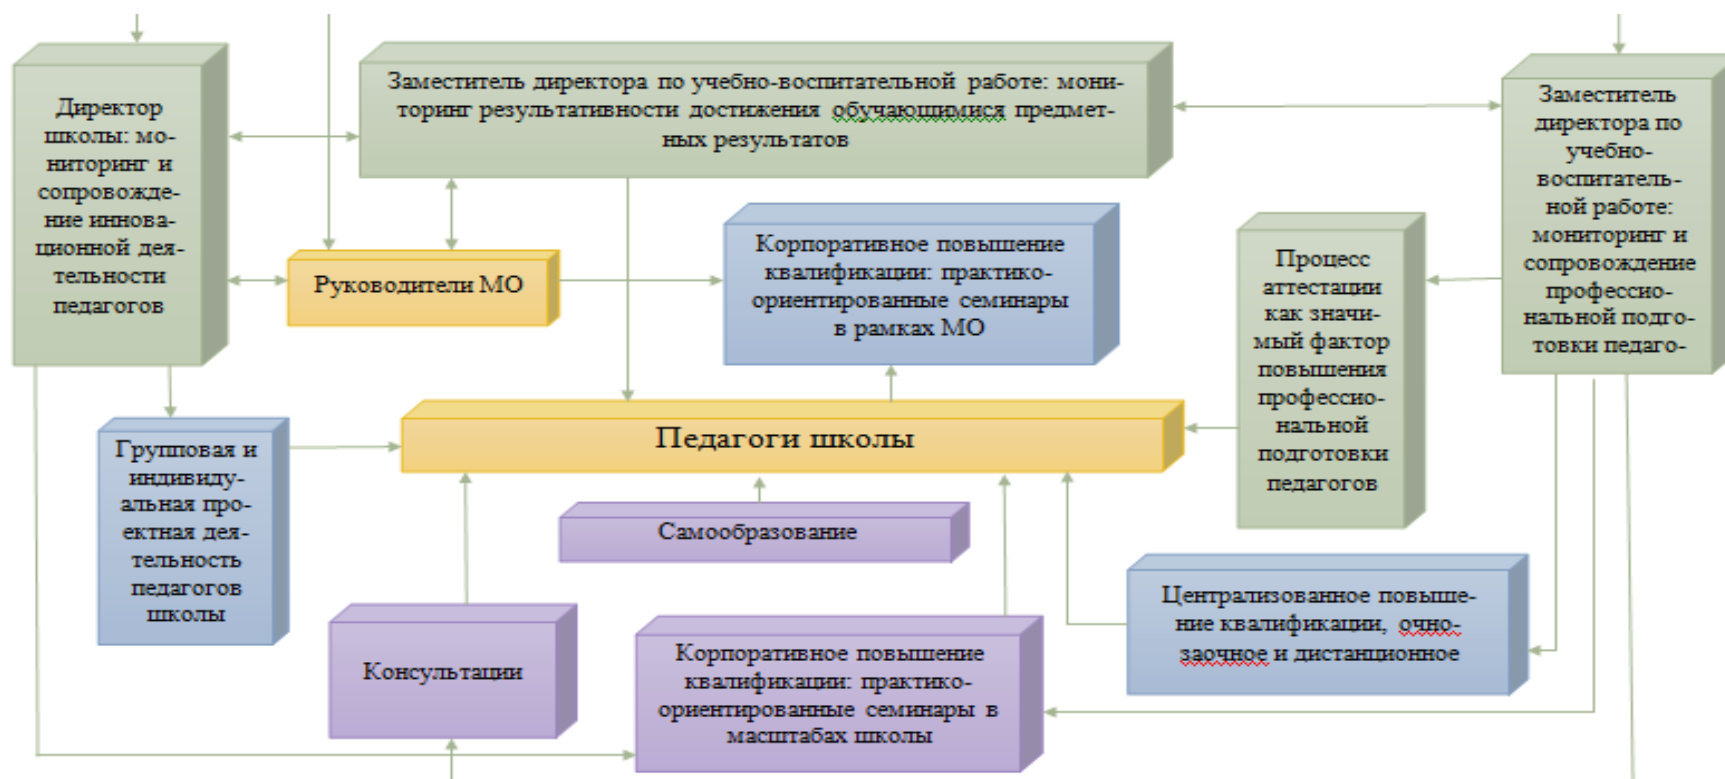 Директор
школы: мо-
ниторинг и
сопровожде-
ние иннова-
ционной дея-
тельности
педагогов
Заместитель директора по учебно-воспитательной работе: мони-
торинг результативности достижения обучающимися предмет-
ных результатов
Заместитель
директора по
учебно-
воспитатель-
ной работе:
мониторинг и
сопровождение
профессио-
нальной подго-
товки педаго-
Руководители МО
Корпоративное повышение
квалификации: практико-
ориентированные семинары
в рамках МО
Процесс
аттестации
как значи-
мый фактор
повышения
профессио-
нальной
подготовки
педагогов
Педагоги школы
Групповая и
индивиду-
альная про-
ектная дея-
тельность
педагогов
школы
Самообразование
Централизованное повыше-
ние квалификации, очно-
заочное и дистанционное
Консультации
Корпоративное повышение
квалификации: практико-
ориентированные семинары в
масштабах школы